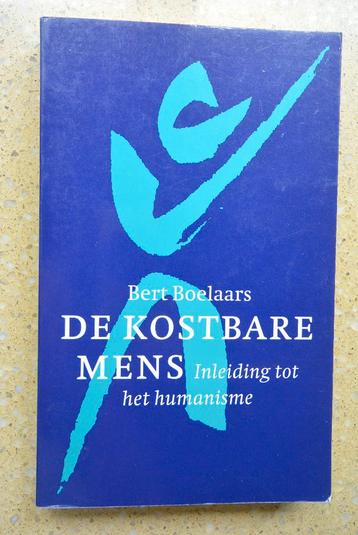 Bert Boelaars
DE KOSTBARE
MENS Inleiding tot
het humanisme